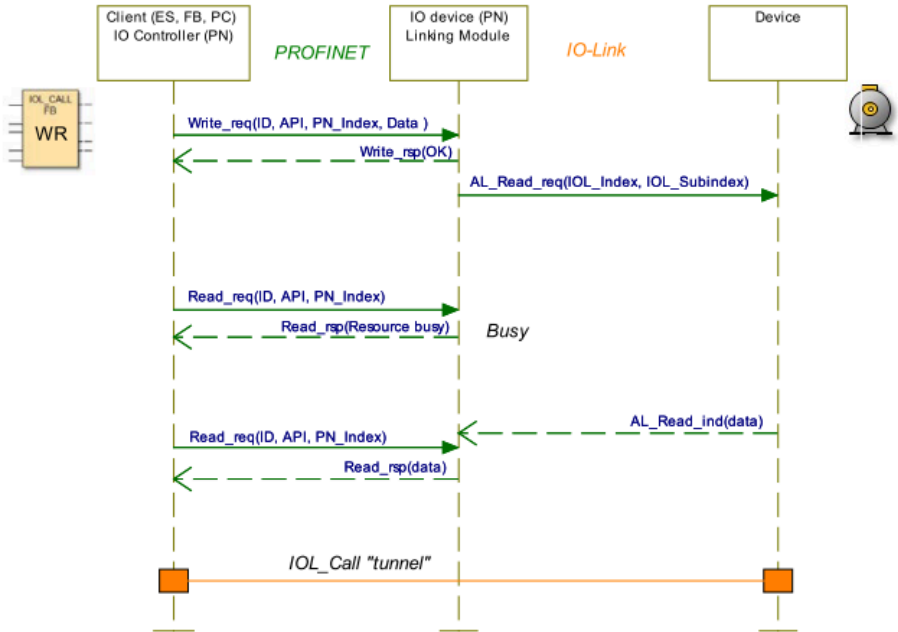 Client (ES, FB, PC)
IO Controller (PN)
PROFINET
IO device (PN)
Linking Module
IO-Link
Device
IOL_CALL
FB
WR
Write_req(ID, API, PN_Index, Data )
Write_rsp(OK)
AL_Read_req(IOL_Index, IOL_Subindex)
Read_req(ID, API, PN_Index)
Read_rsp(Resource busy)
Busy
AL_Read_ind(data)
Read_req(ID, API, PN_Index)
Read_rsp(data)
IOL_Call "tunnel"